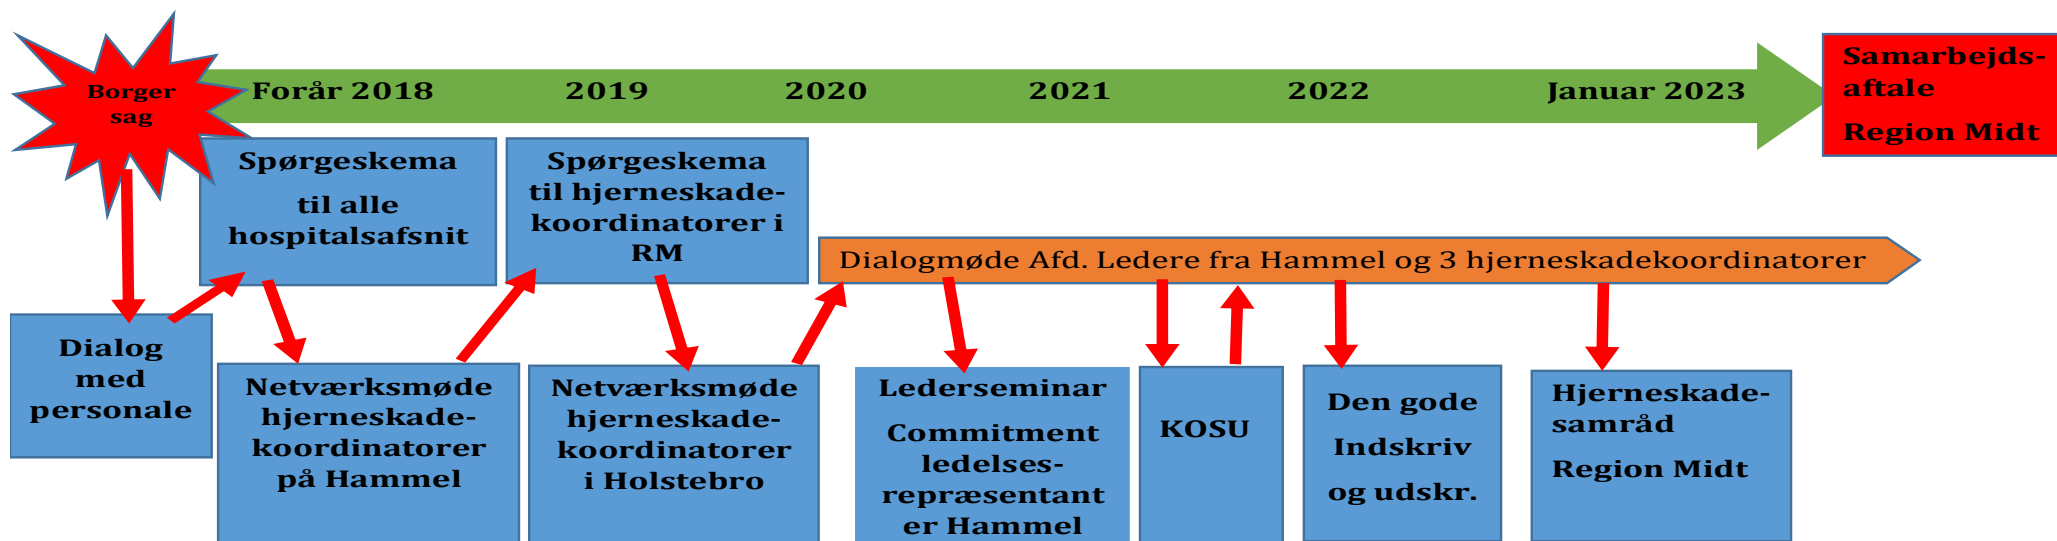 Borger
sag
Forår 2018
2019
2020
2021
2022
Januar 2023
Samarbejds-
aftale
Region Midt
Spørgeskema
til alle
hospitalsafsnit
Spørgeskema
til hjerneskade-
koordinatorer i
RM
Dialogmøde Afd. Ledere fra Hammel og 3 hjerneskadekoordinatorer
Dialog
med
personale
Netværksmøde
hjerneskade-
koordinatorer
på Hammel
Netværksmøde
hjerneskade-
koordinatorer
i Holstebro
Lederseminar
Commitment
ledelses-
repræsentant
er Hammel
KOSU
Den gode
Indskriv
og udskr.
Hjerneskade-
samråd
Region Midt